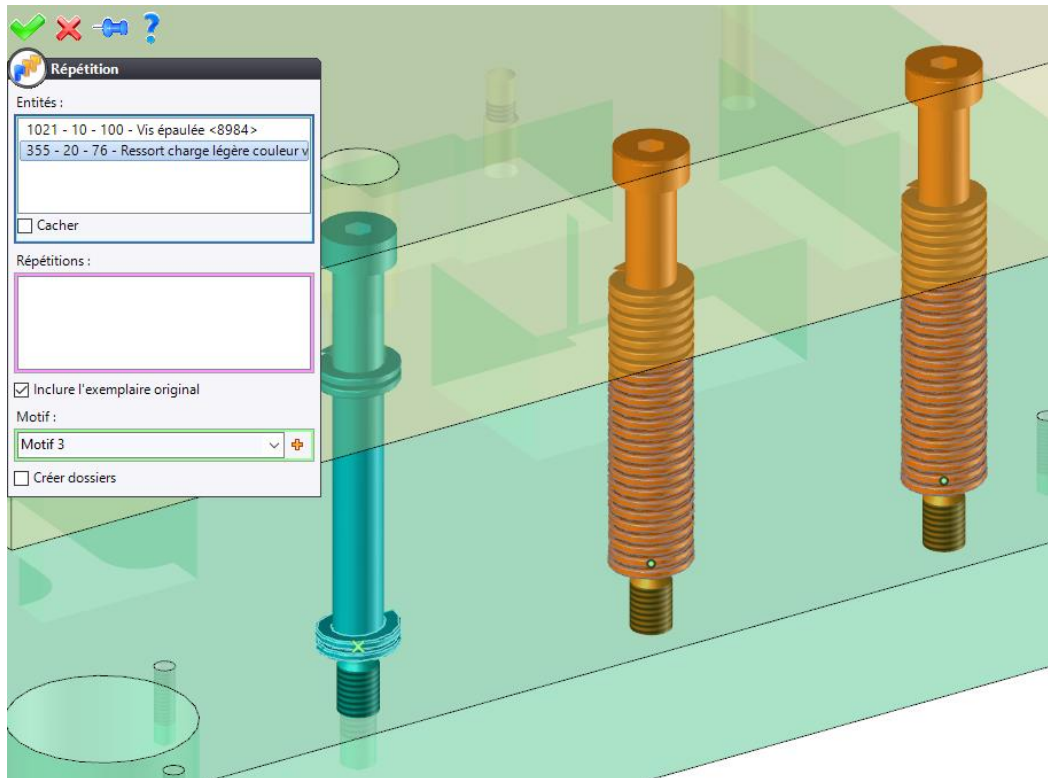 Répétition
Entités :
1021 - 10 - 100 - Vis épaulée <8984>
355 - 20 - 76 - Ressort charge légère couleur v
Cacher
Répétitions :
Inclure l'exemplaire original
Motif :
Motif 3
Créer dossiers